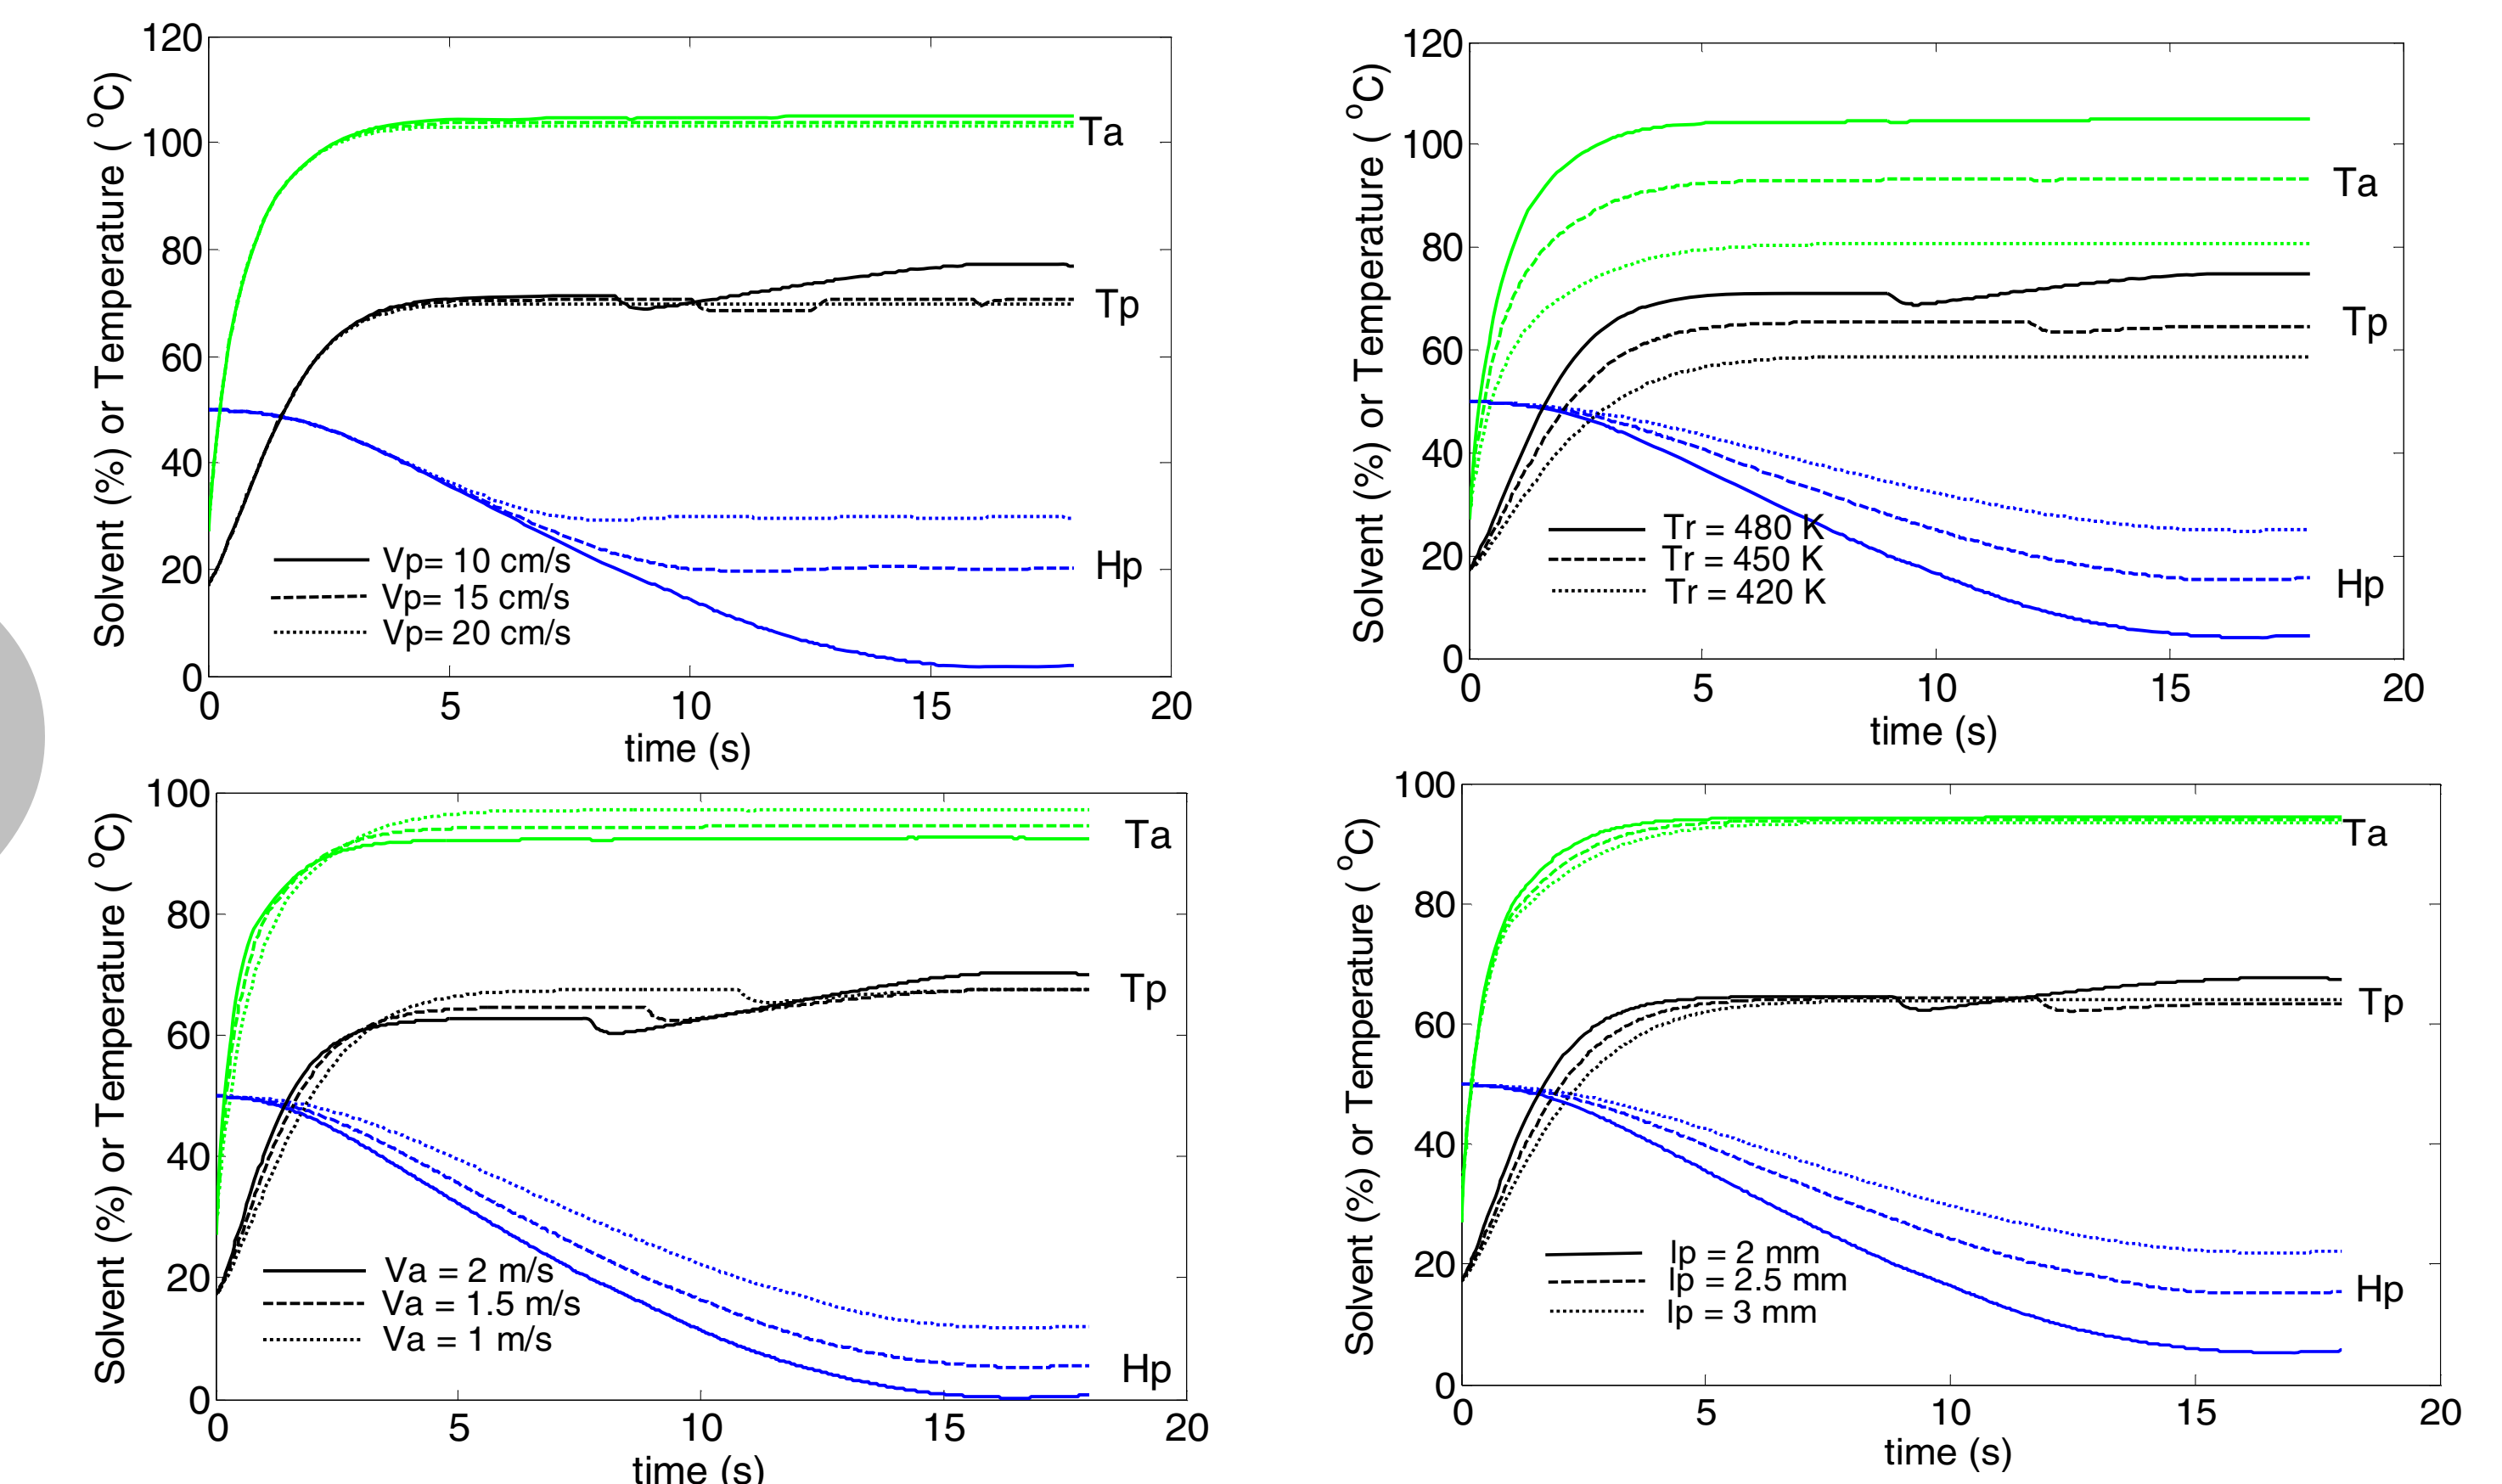 120
100
80
60
40
20
0
0 5 10 15 20
Solvent (%) or Temperature ( oC)
time (s)
Ta
Tp
Hp
Vp= 10 cm/s
Vp= 15 cm/s
Vp= 20 cm/s
120
100
80
60
40
20
0
0 5 10 15 20
Solvent (%) or Temperature ( oC)
time (s)
Ta
Tp
Hp
Tr = 480 K
Tr = 450 K
Tr = 420 K
100
80
60
40
20
0
0 5 10 15 20
Solvent (%) or Temperature ( oC)
time (s)
Ta
Tp
Hp
Va = 2 m/s
Va = 1.5 m/s
Va = 1 m/s
100
80
60
40
20
0
0 5 10 15 20
Solvent (%) or Temperature ( oC)
time (s)
Ta
Tp
Hp
lp = 2 mm
lp = 2.5 mm
lp = 3 mm